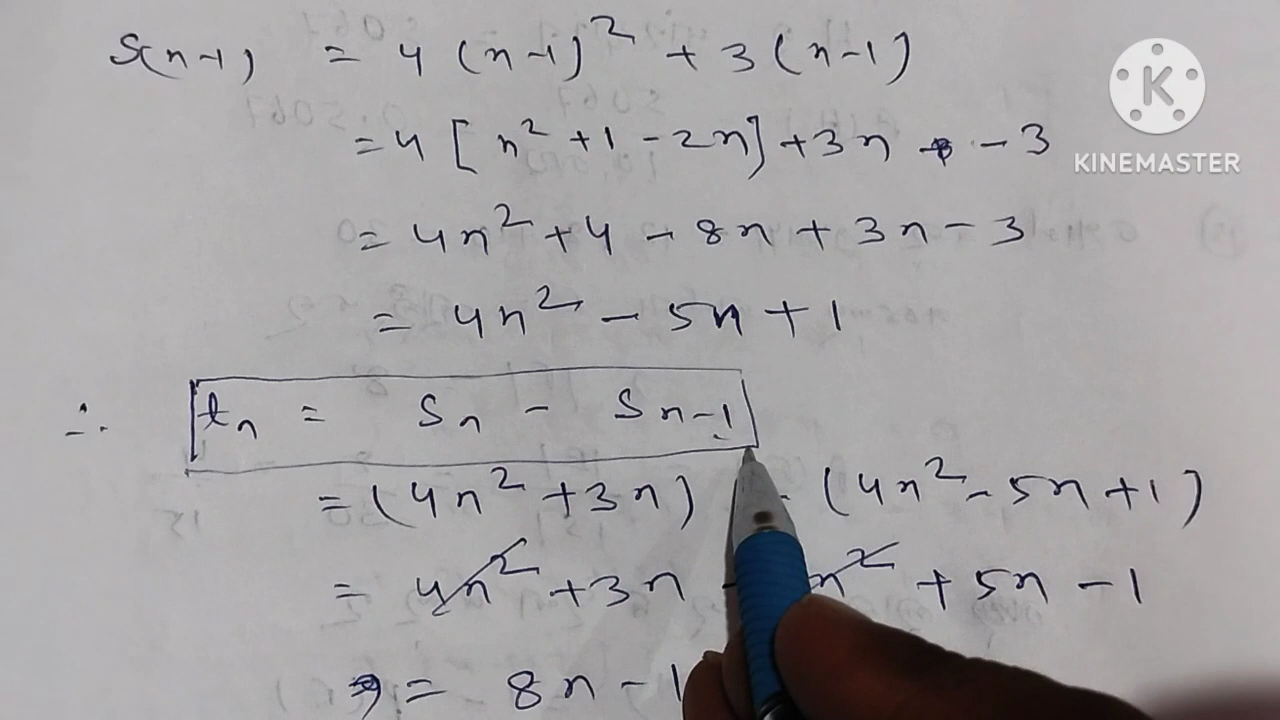 S(n-1) = 4 (n-1)² + 3(n-1)
= 4 [n² + 1 - 2n] + 3n - 3
= 4n² + 4 - 8n + 3n - 3
= 4n² - 5n + 1
∴ tn = Sn - Sn-1
= (4n² + 3n) - (4n² - 5n + 1)
= 4n² + 3n - n² + 5n - 1
= 8n - 1
K
KINEMASTER